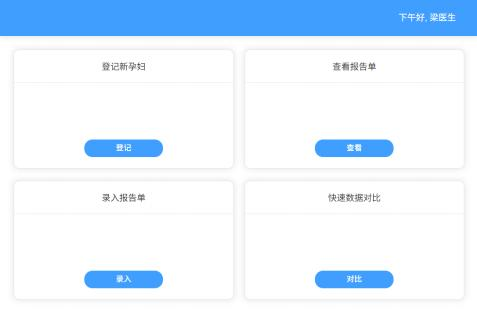 下午好, 梁医生
登记新孕妇
查看报告单
登记
查看
录入报告单
快速数据对比
录入
对比